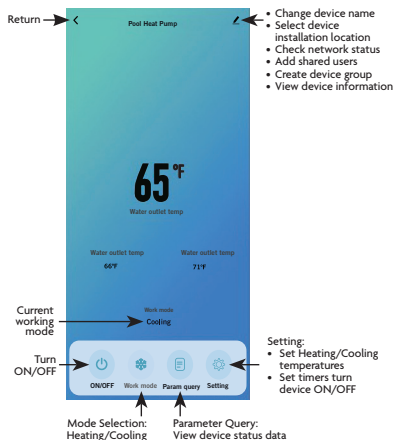 Return
Pool Heat Pump
• Change device name
• Select device
installation location
• Check network status
• Add shared users
• Create device group
• View device information
65°F
Water outlet temp
Water outlet temp
Water outlet temp
66°F
71°F
Current
working
mode
Work mode
Cooling
Turn
ON/OFF
ON/OFF
Work mode
Param query
Setting
Setting:
• Set Heating/Cooling
temperatures
• Set timers turn
device ON/OFF
Mode Selection:
Heating/Cooling
Parameter Query:
View device status data